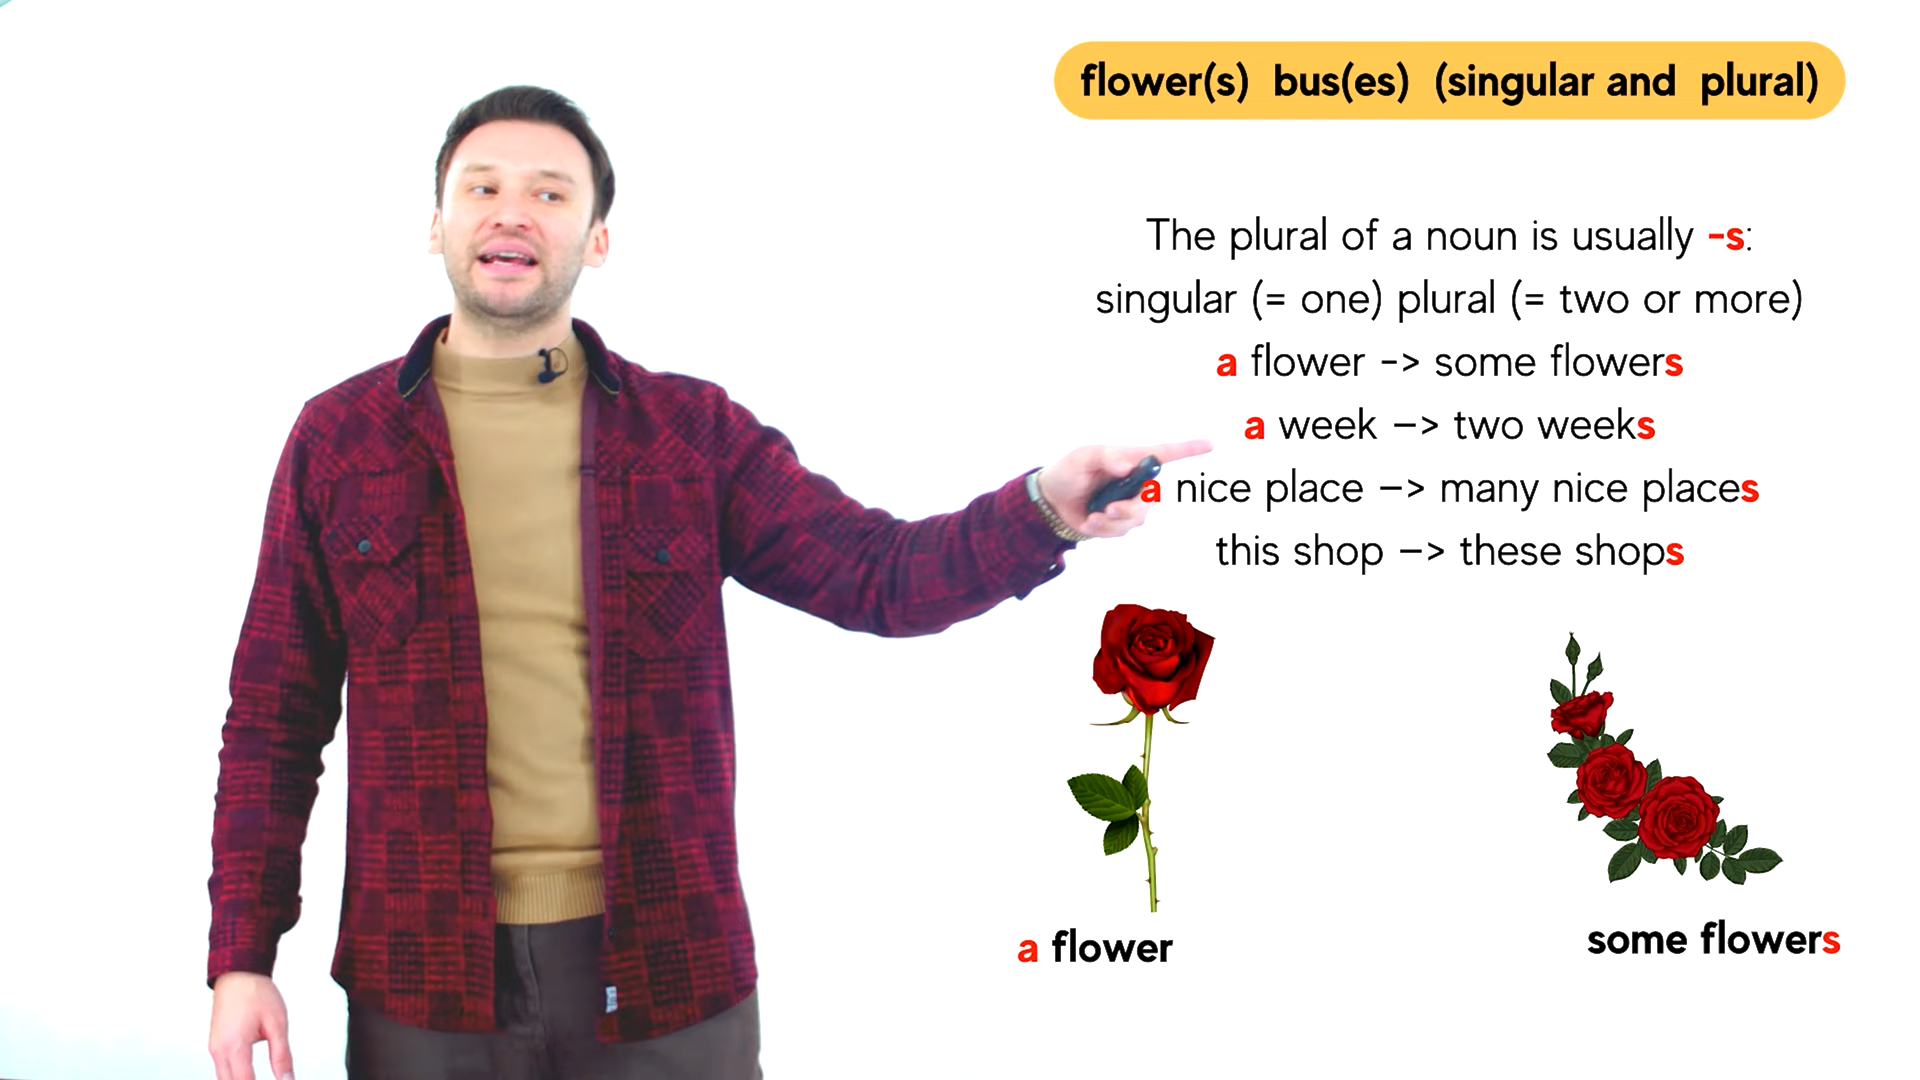 flower(s) bus(es) (singular and plural)
The plural of a noun is usually -s:
singular (= one) plural (= two or more)
a flower -> some flowers
a week –> two weeks
a nice place –> many nice places
this shop –> these shops
a flower
some flowers